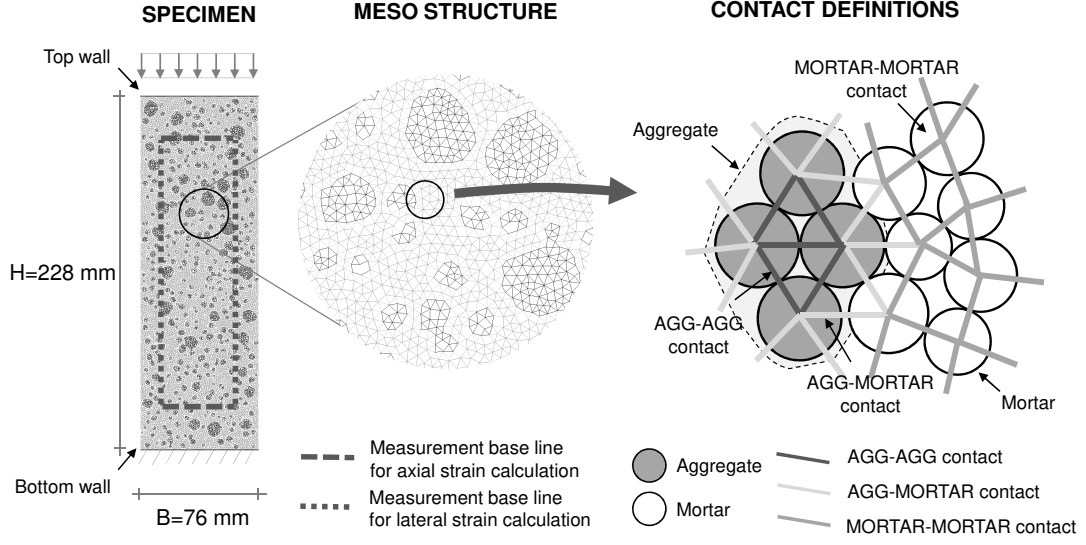 SPECIMEN
MESO STRUCTURE
CONTACT DEFINITIONS
Top wall
H=228 mm
Bottom wall
B=76 mm
MORTAR-MORTAR
contact
Aggregate
AGG-AGG
contact
AGG-MORTAR
contact
Mortar
Measurement base line
for axial strain calculation
Measurement base line
for lateral strain calculation
Aggregate
Mortar
AGG-AGG contact
AGG-MORTAR contact
MORTAR-MORTAR contact